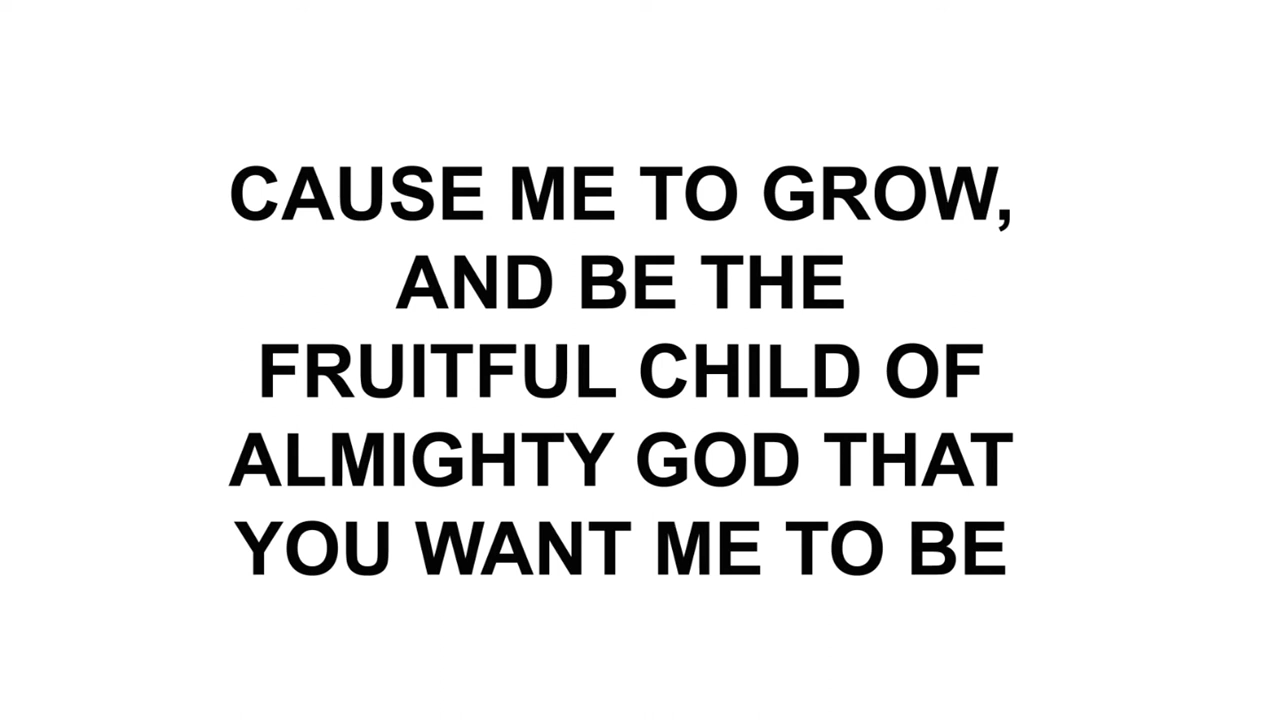 CAUSE ME TO GROW,
AND BE THE
FRUITFUL CHILD OF
ALMIGHTY GOD THAT
YOU WANT ME TO BE